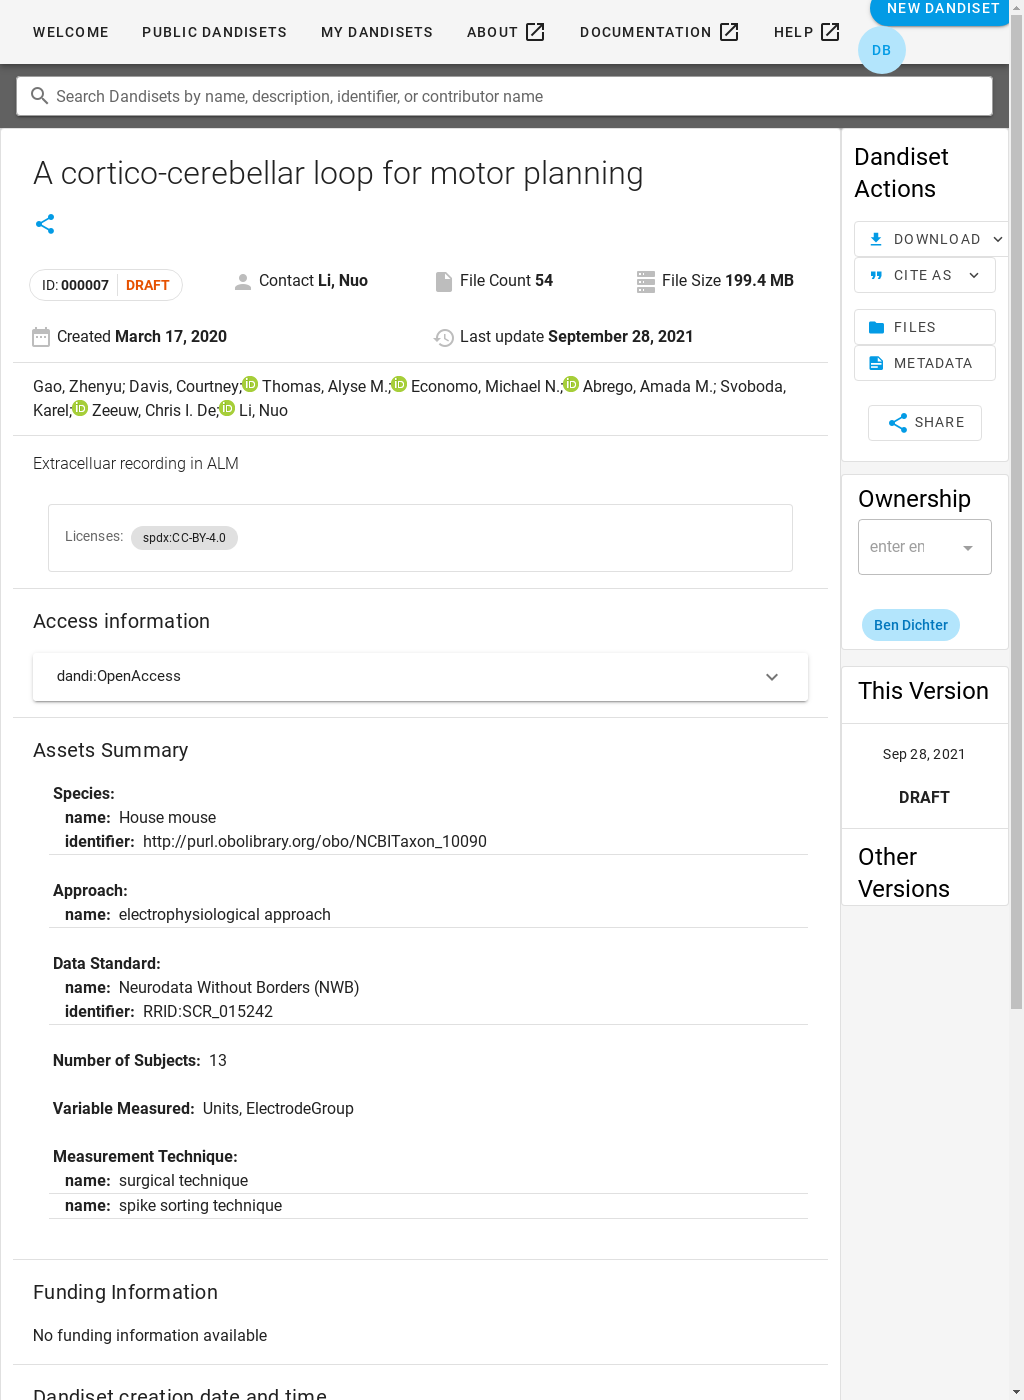 WELCOME PUBLIC DANDISETS MY DANDISETS ABOUT DOCUMENTATION HELP NEW DANDISET
DB
Search Dandisets by name, description, identifier, or contributor name
A cortico-cerebellar loop for motor planning
ID: 000007 DRAFT Contact Li, Nuo File Count 54 File Size 199.4 MB
Created March 17, 2020 Last update September 28, 2021
Gao, Zhenyu; Davis, Courtney; Thomas, Alyse M.; Economo, Michael N.; Abrego, Amada M.; Svoboda,
Karel; Zeeuw, Chris I. De; Li, Nuo
Extracelluar recording in ALM
Licenses: spdx:CC-BY-4.0
Access information
dandi:OpenAccess
Assets Summary
Species:
name: House mouse
identifier: http://purl.obolibrary.org/obo/NCBITaxon_10090
Approach:
name: electrophysiological approach
Data Standard:
name: Neurodata Without Borders (NWB)
identifier: RRID:SCR_015242
Number of Subjects: 13
Variable Measured: Units, ElectrodeGroup
Measurement Technique:
name: surgical technique
name: spike sorting technique
Funding Information
No funding information available
Dandiset creation date and time
Dandiset
Actions
DOWNLOAD
CITE AS
FILES
METADATA
SHARE
Ownership
enter en
Ben Dichter
This Version
Sep 28, 2021
DRAFT
Other
Versions